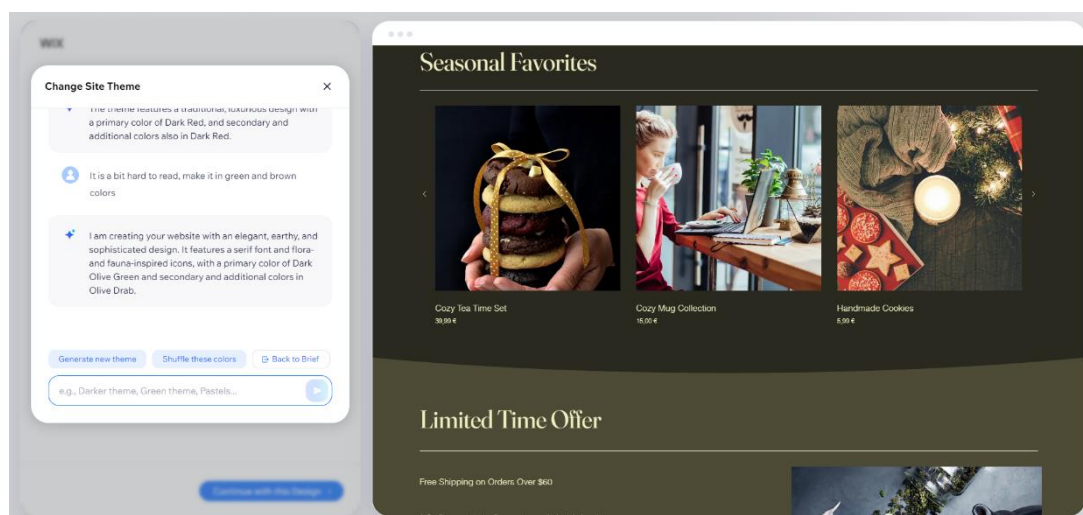 WIX
Change Site Theme
The theme features a traditional, luxurious design with
a primary color of Dark Red, and secondary and
additional colors also in Dark Red.
It is a bit hard to read, make it in green and brown
colors
I am creating your website with an elegant, earthy, and
sophisticated design. It features a serif font and flora-
and fauna-inspired icons, with a primary color of Dark
Olive Green and secondary and additional colors in
Olive Drab.
Generate new theme
Shuffle these colors
Back to Brief
e.g., Darker theme, Green theme, Pastels...
Continue with this Design
Seasonal Favorites
Cozy Tea Time Set
39,99 €
Cozy Mug Collection
15,00 €
Handmade Cookies
5,99 €
Limited Time Offer
Free Shipping on Orders Over $60